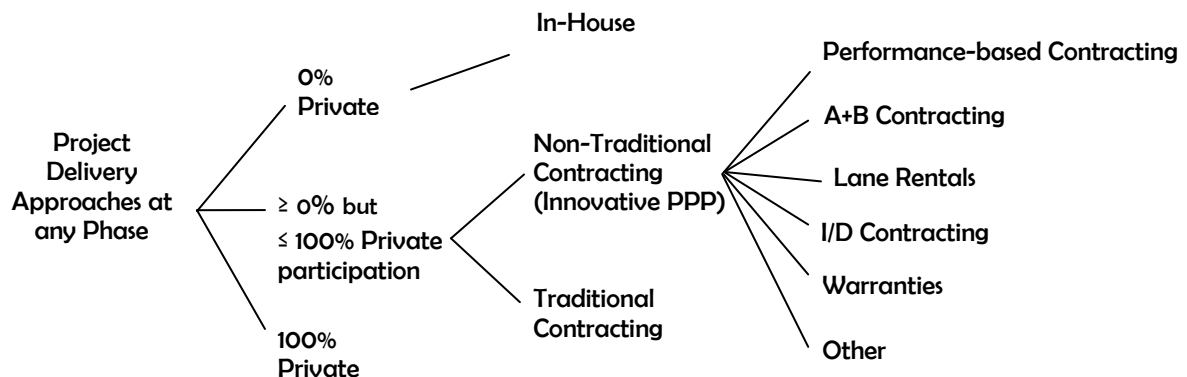 Project
Delivery
Approaches at
any Phase
0%
Private
≥ 0% but
≤ 100% Private
participation
100%
Private
In-House
Non-Traditional
Contracting
(Innovative PPP)
Traditional
Contracting
Performance-based Contracting
A+B Contracting
Lane Rentals
I/D Contracting
Warranties
Other